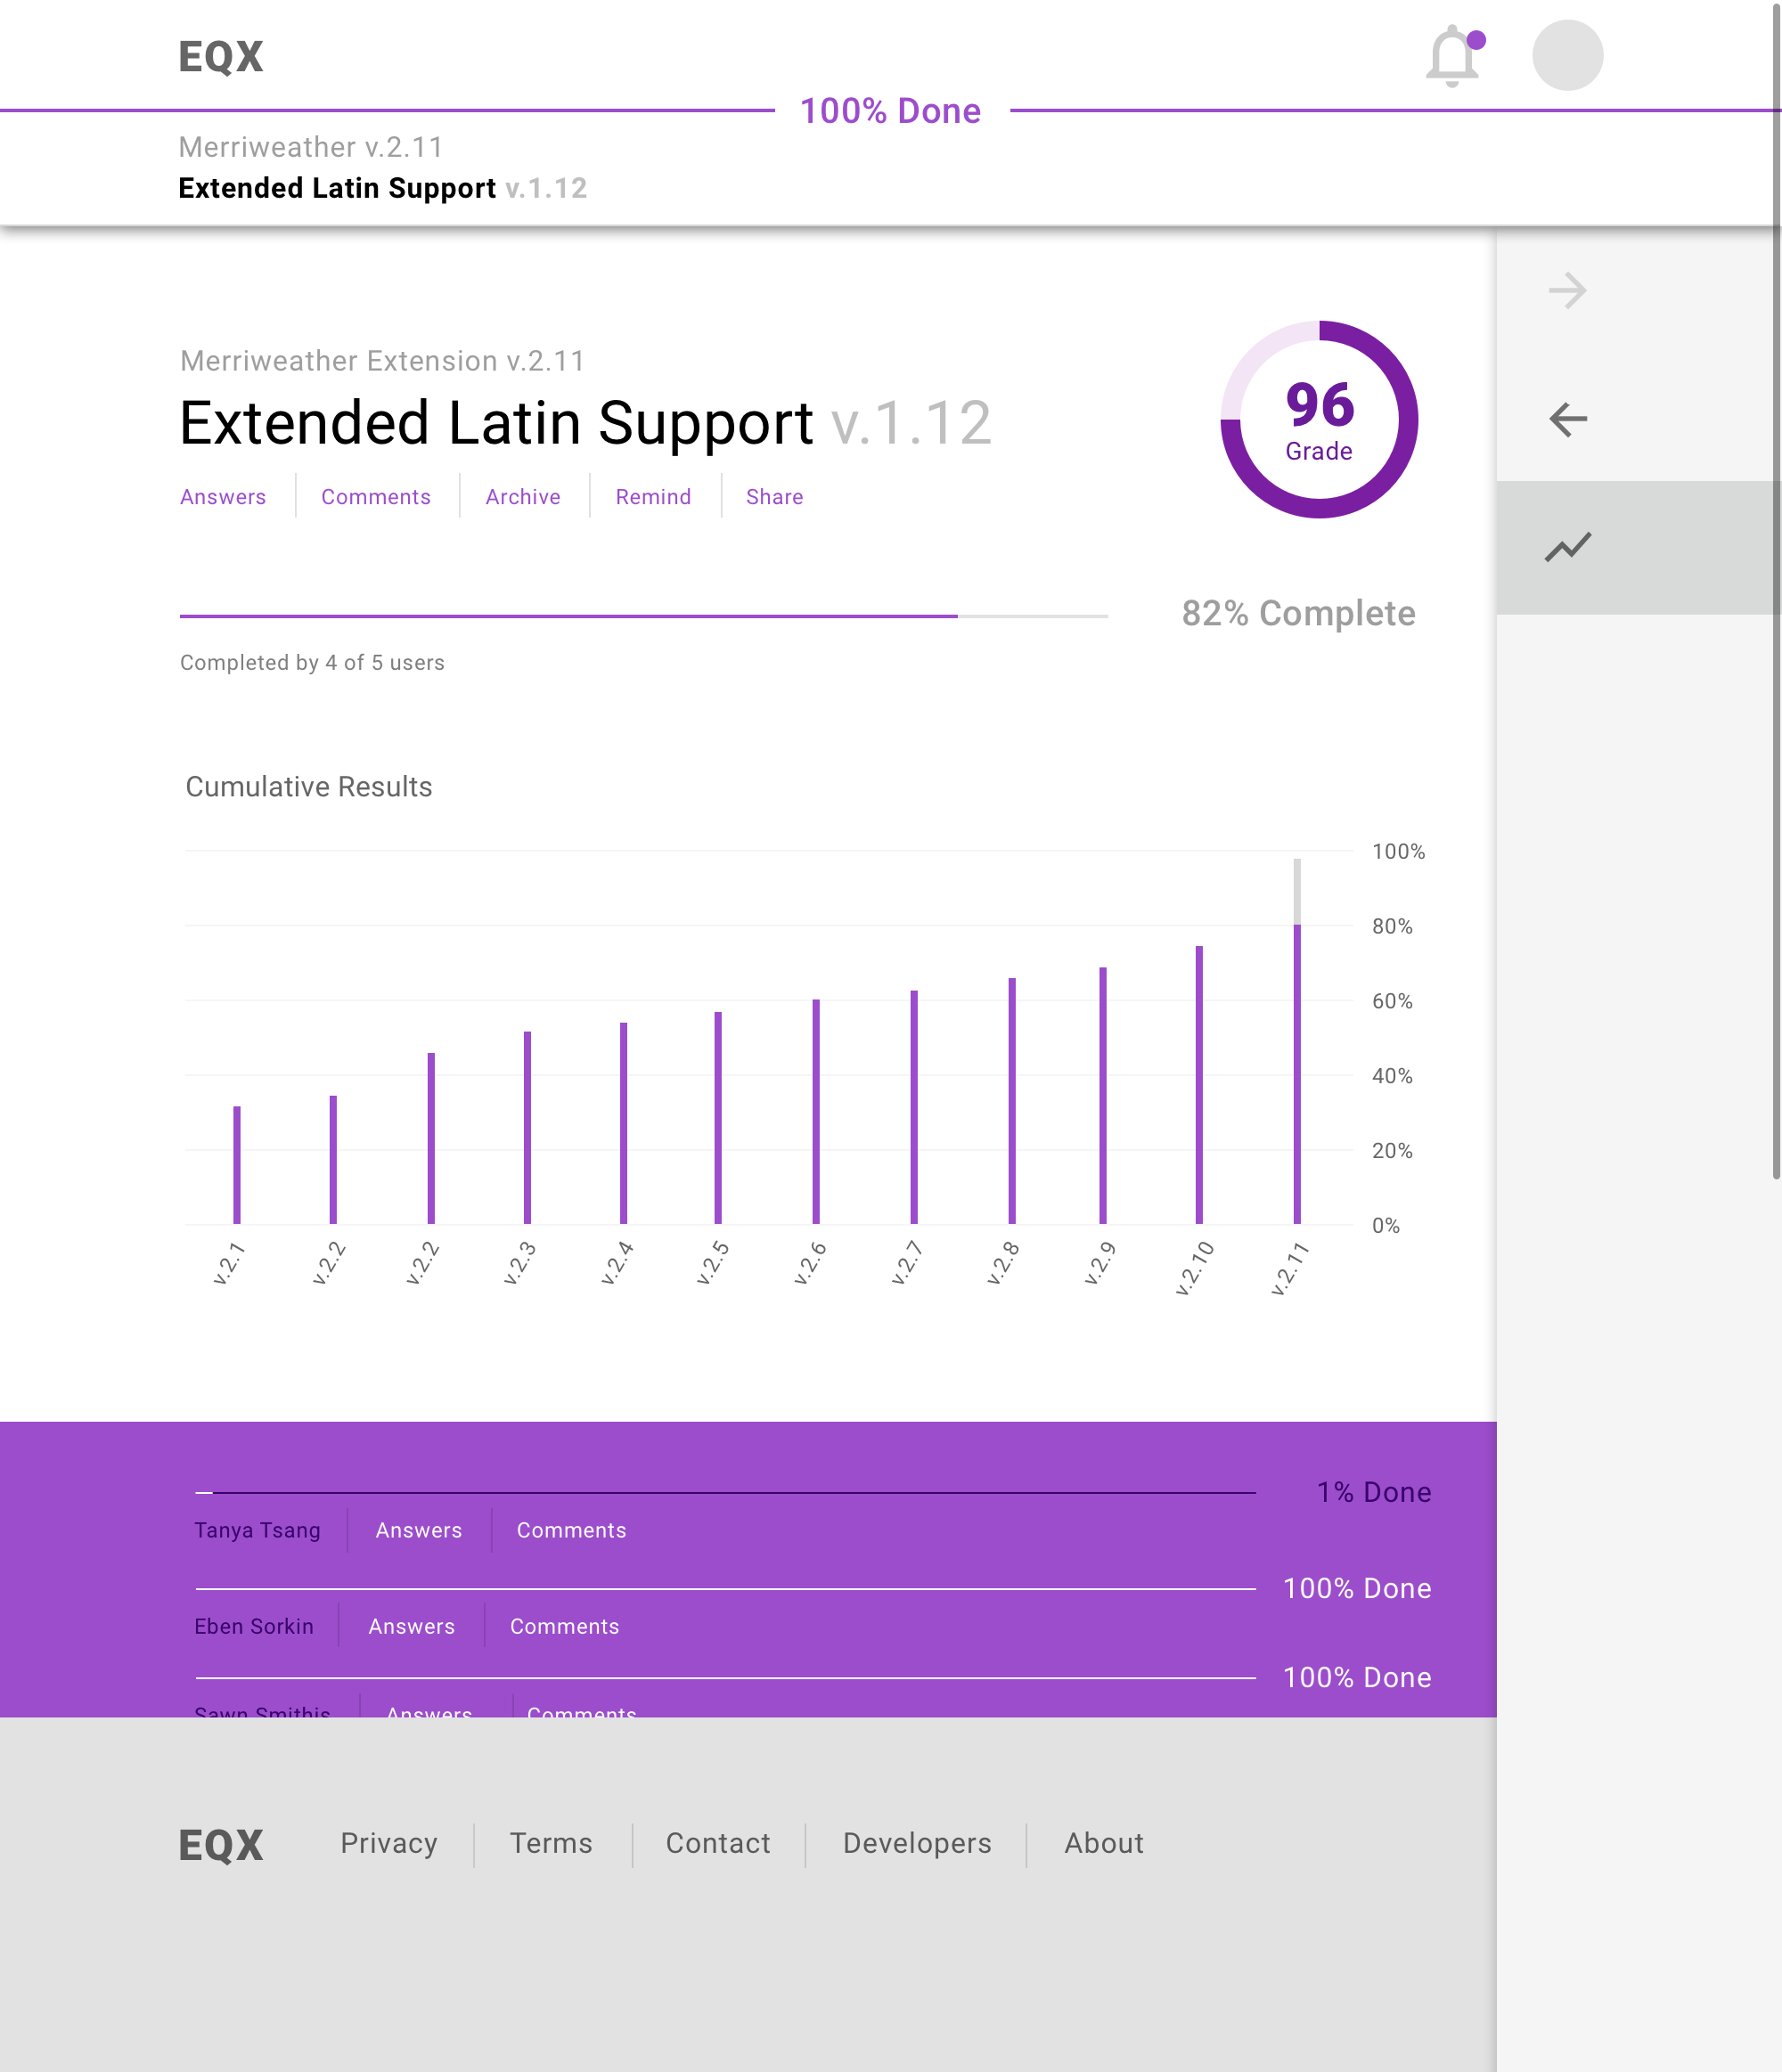 EQX
100% Done
Merriweather v.2.11
Extended Latin Support v.1.12
Merriweather Extension v.2.11
Extended Latin Support v.1.12
96
Grade
Answers Comments Archive Remind Share
82% Complete
Completed by 4 of 5 users
Cumulative Results
100%
80%
60%
40%
20%
0%
v.2.1 v.2.2 v.2.2 v.2.3 v.2.4 v.2.5 v.2.6 v.2.7 v.2.8 v.2.9 v.2.10 v.2.11
1% Done
Tanya Tsang Answers Comments
100% Done
Eben Sorkin Answers Comments
100% Done
Sawn Smithis Answers Comments
EQX Privacy Terms Contact Developers About